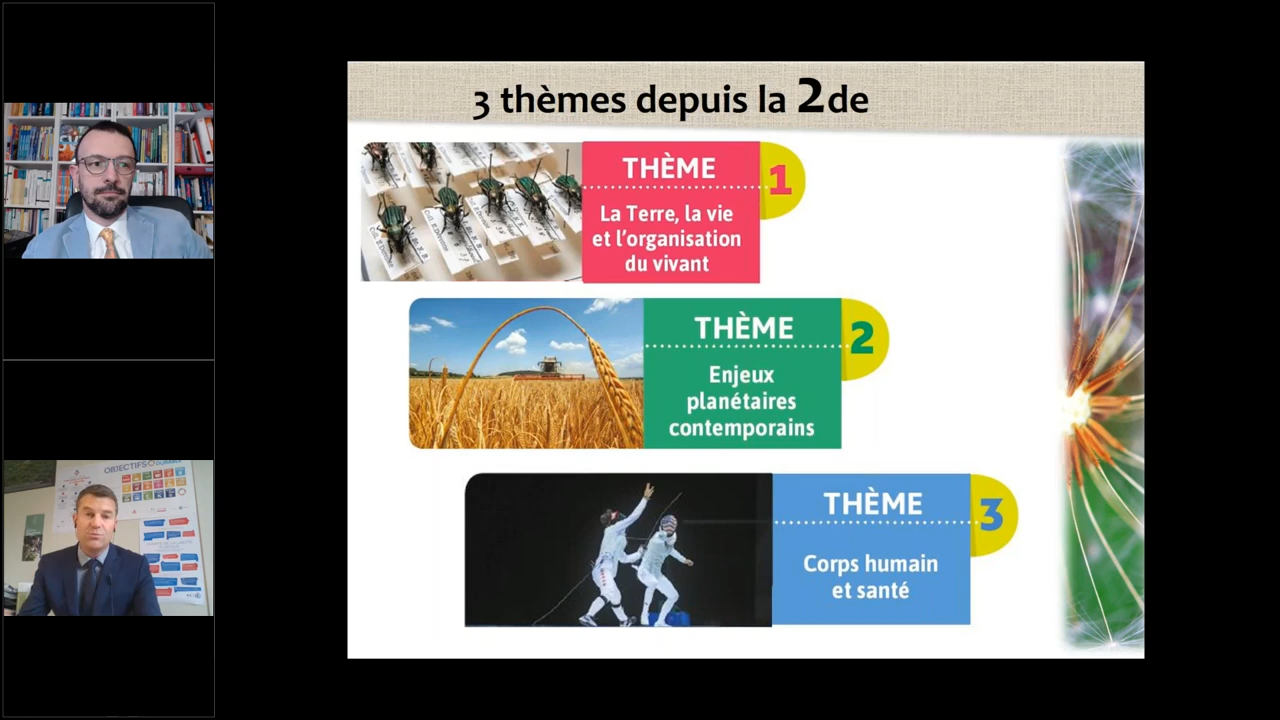 3 thèmes depuis la 2de
THÈME 1
La Terre, la vie
et l'organisation
du vivant
THÈME 2
Enjeux
planétaires
contemporains
THÈME 3
Corps humain
et santé
OBJECTIFS